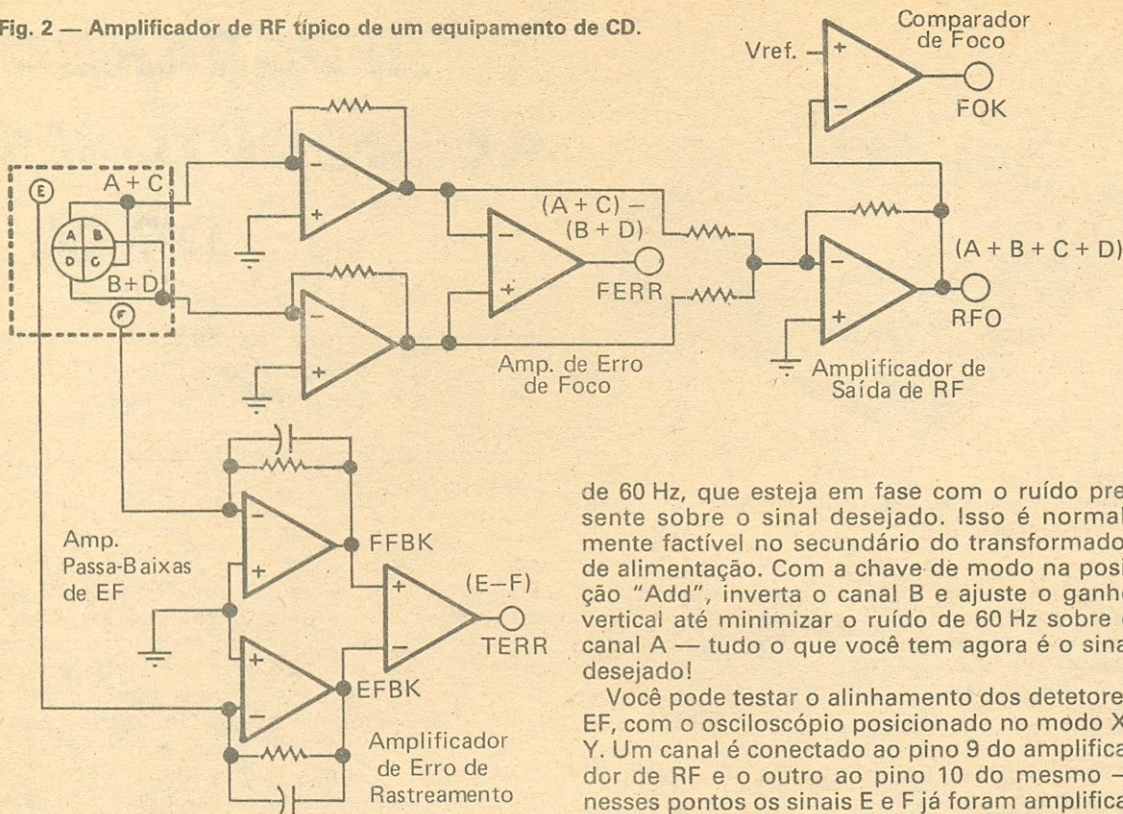 Fig. 2 — Amplificador de RF típico de um equipamento de CD.
Comparador
de Foco
Vref.
+
−
FOK
E
A + C
A B
D C
B+D
F
−
+
−
+
(A + C) −
(B + D)
−
+
FERR
Amp. de Erro
de Foco
−
+
(A + B + C + D)
RFO
Amplificador de
Saída de RF
Amp.
Passa-Baixas
de EF
−
+
FFBK
+
−
(E−F)
TERR
+
−
EFBK
Amplificador
de Erro de
Rastreamento
de 60 Hz, que esteja em fase com o ruído pre
sente sobre o sinal desejado. Isso é normal
mente factível no secundário do transformado
de alimentação. Com a chave de modo na posi
ção "Add", inverta o canal B e ajuste o ganho
vertical até minimizar o ruído de 60 Hz sobre
canal A — tudo o que você tem agora é o sina
desejado!
Você pode testar o alinhamento dos detetore
EF, com o osciloscópio posicionado no modo X
Y. Um canal é conectado ao pino 9 do amplifica
dor de RF e o outro ao pino 10 do mesmo —
nesses pontos os sinais E e F já foram amplifica